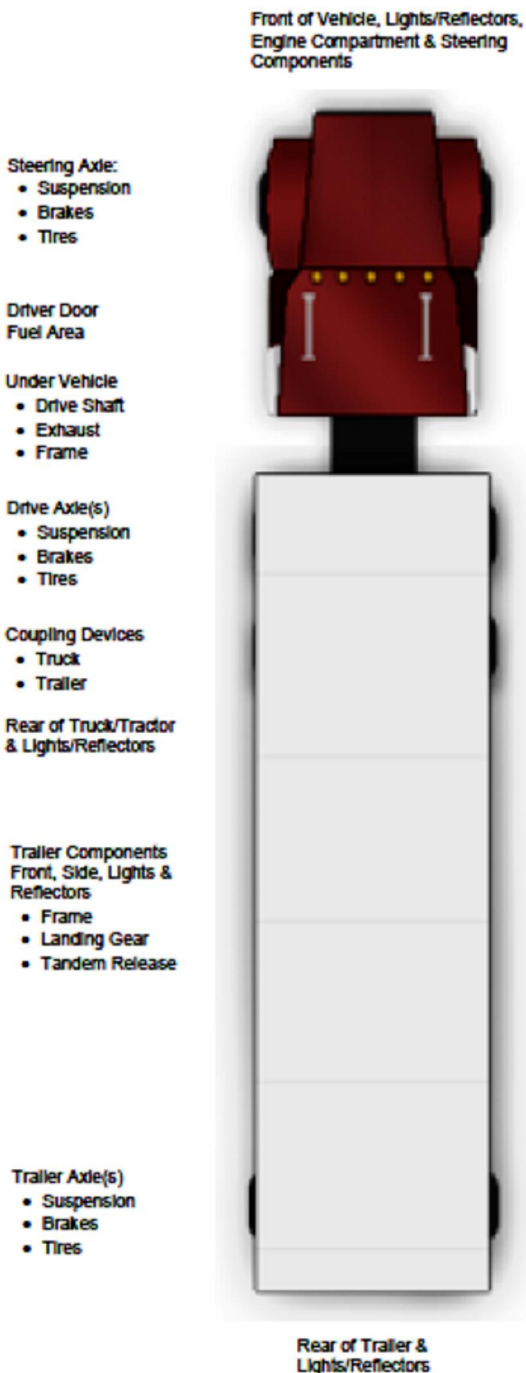 Front of Vehicle, Lights/Reflectors,
Engine Compartment & Steering
Components
Steering Axle:
• Suspension
• Brakes
• Tires
Driver Door
Fuel Area
Under Vehicle
• Drive Shaft
• Exhaust
• Frame
Drive Axle(s)
• Suspension
• Brakes
• Tires
Coupling Devices
• Truck
• Trailer
Rear of Truck/Tractor
& Lights/Reflectors
Trailer Components
Front, Side, Lights &
Reflectors
• Frame
• Landing Gear
• Tandem Release
Trailer Axle(s)
• Suspension
• Brakes
• Tires
Rear of Trailer &
Lights/Reflectors